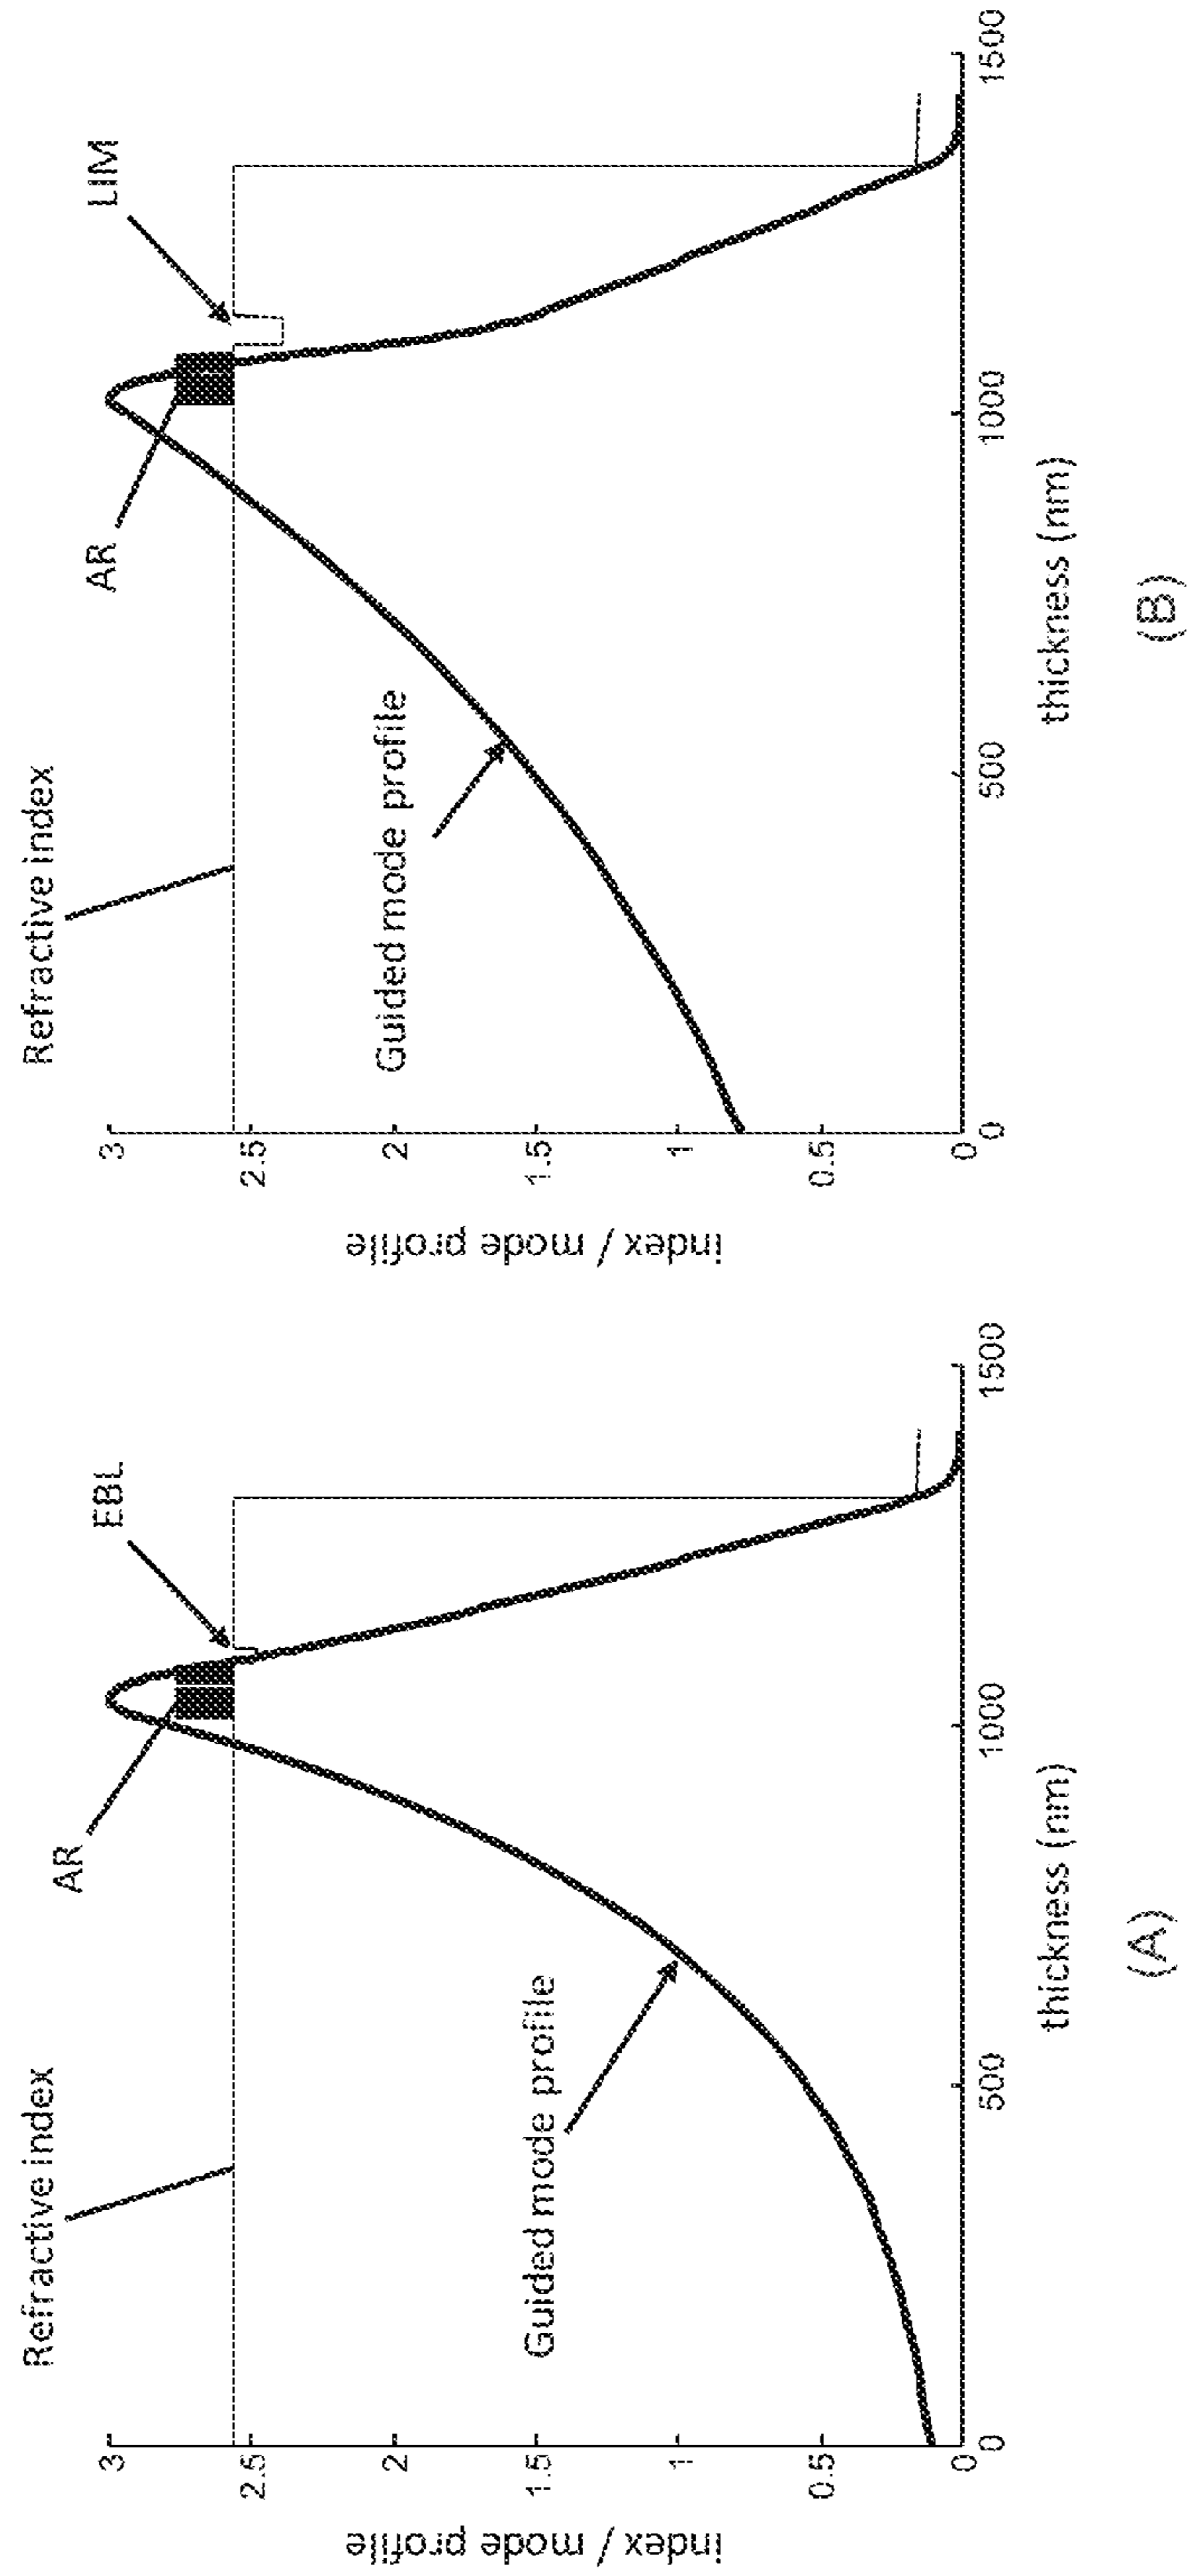 Refractive index
AR
EBL
Guided mode profile
index / mode profile
3
2.5
2
1.5
1
0.5
0
0
500
1000
1500
thickness (nm)
(A)
Refractive index
AR
LIM
Guided mode profile
index / mode profile
3
2.5
2
1.5
1
0.5
0
0
500
1000
1500
thickness (nm)
(B)